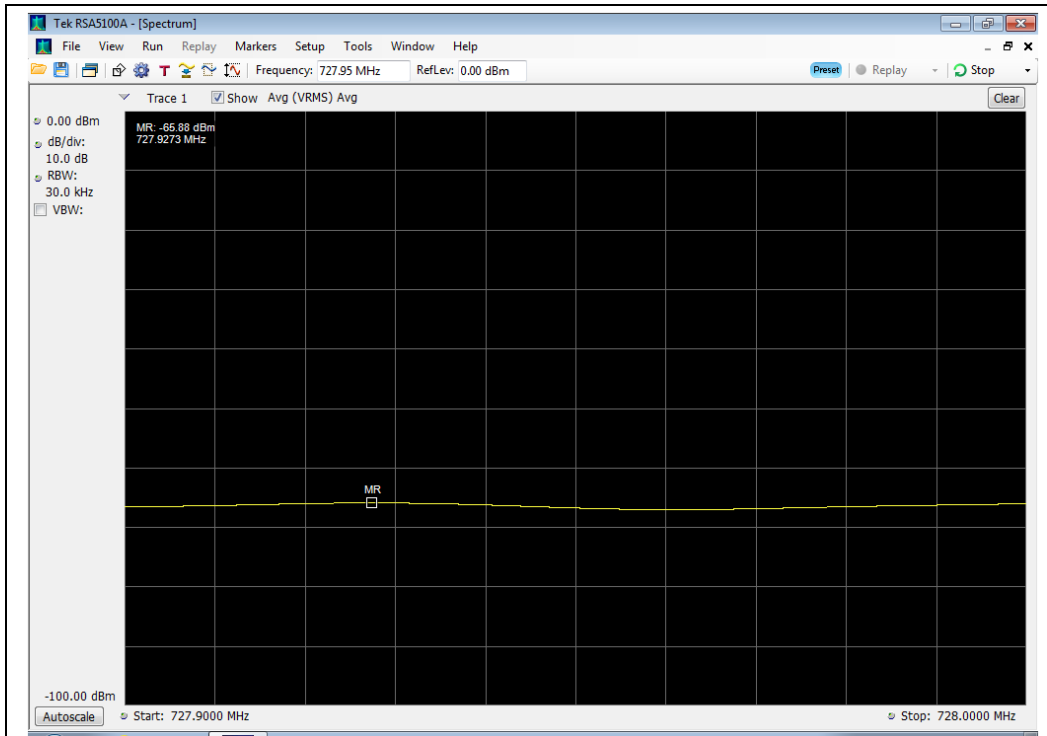 Tek RSA5100A - [Spectrum]
File View Run Replay Markers Setup Tools Window Help
Frequency: 727.95 MHz RefLev: 0.00 dBm Preset Replay Stop
Trace 1 Show Avg (VRMS) Avg Clear
0.00 dBm
dB/div:
10.0 dB
RBW:
30.0 kHz
VBW:
MR: -65.88 dBm
727.9273 MHz
MR
-100.00 dBm
Autoscale Start: 727.9000 MHz Stop: 728.0000 MHz